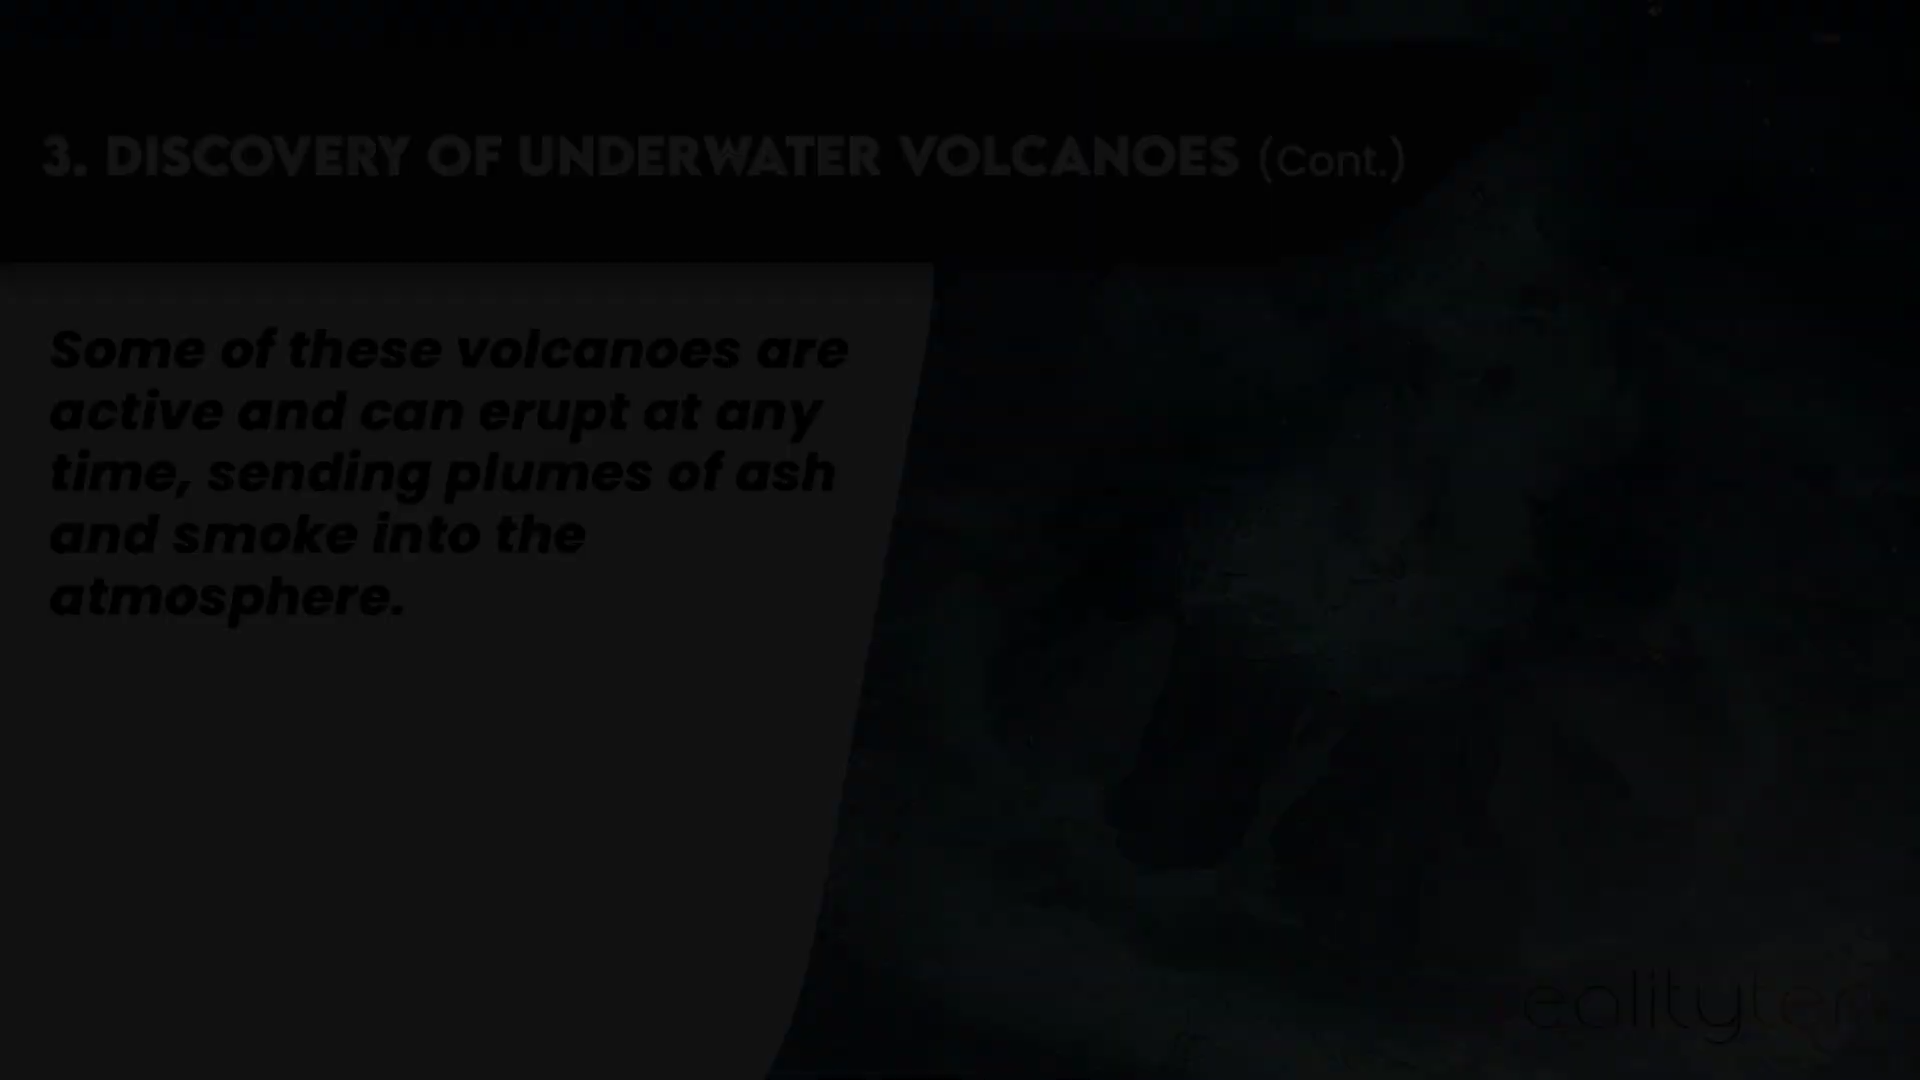 3. DISCOVERY OF UNDERWATER VOLCANOES (Cont.)
Some of these volcanoes are
active and can erupt at any
time, sending plumes of ash
and smoke into the
atmosphere.